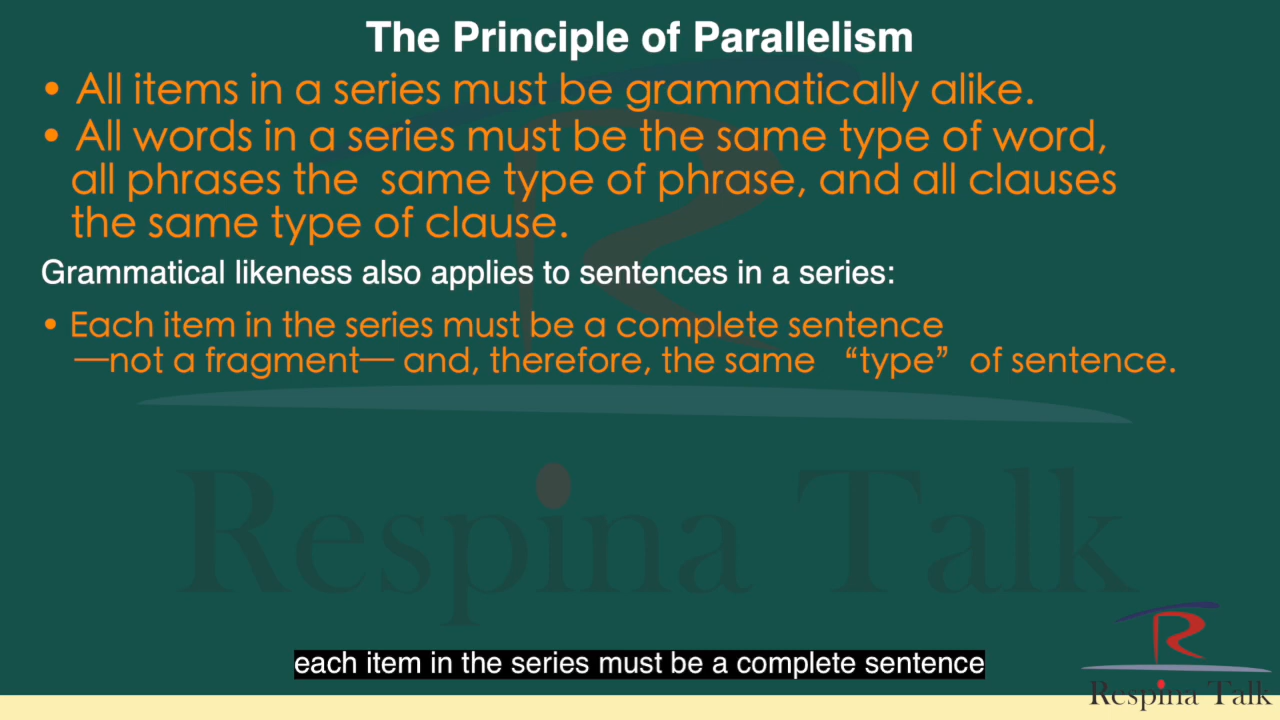 The Principle of Parallelism
• All items in a series must be grammatically alike.
• All words in a series must be the same type of word,
all phrases the same type of phrase, and all clauses
the same type of clause.
Grammatical likeness also applies to sentences in a series:
• Each item in the series must be a complete sentence
—not a fragment— and, therefore, the same “type” of sentence.
Respina Talk
each item in the series must be a complete sentence
R
Respina Talk